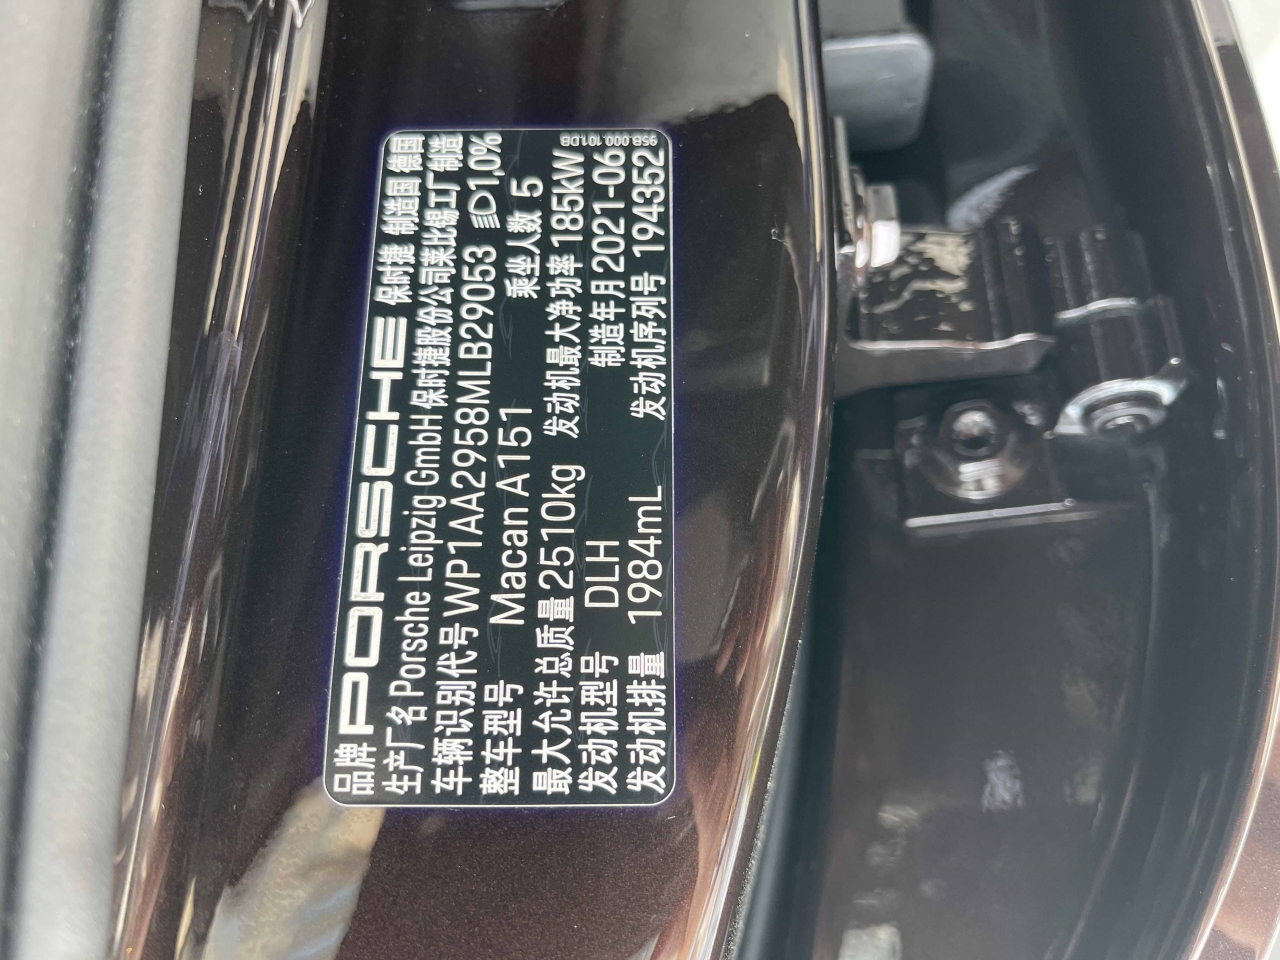 品牌 PORSCHE 保时捷 制造国 德国
生产厂名 Porsche Leipzig GmbH 保时捷股份公司莱比锡工厂制造
车辆识别代号 WP1AA2958MLB29053 1,0%
整车型号 Macan A151 乘坐人数 5
最大允许总质量 2510kg 发动机最大净功率 185kW
发动机型号 DLH 制造年月 2021-06
发动机排量 1984mL 发动机序列号 194352
95B.000.101.DB